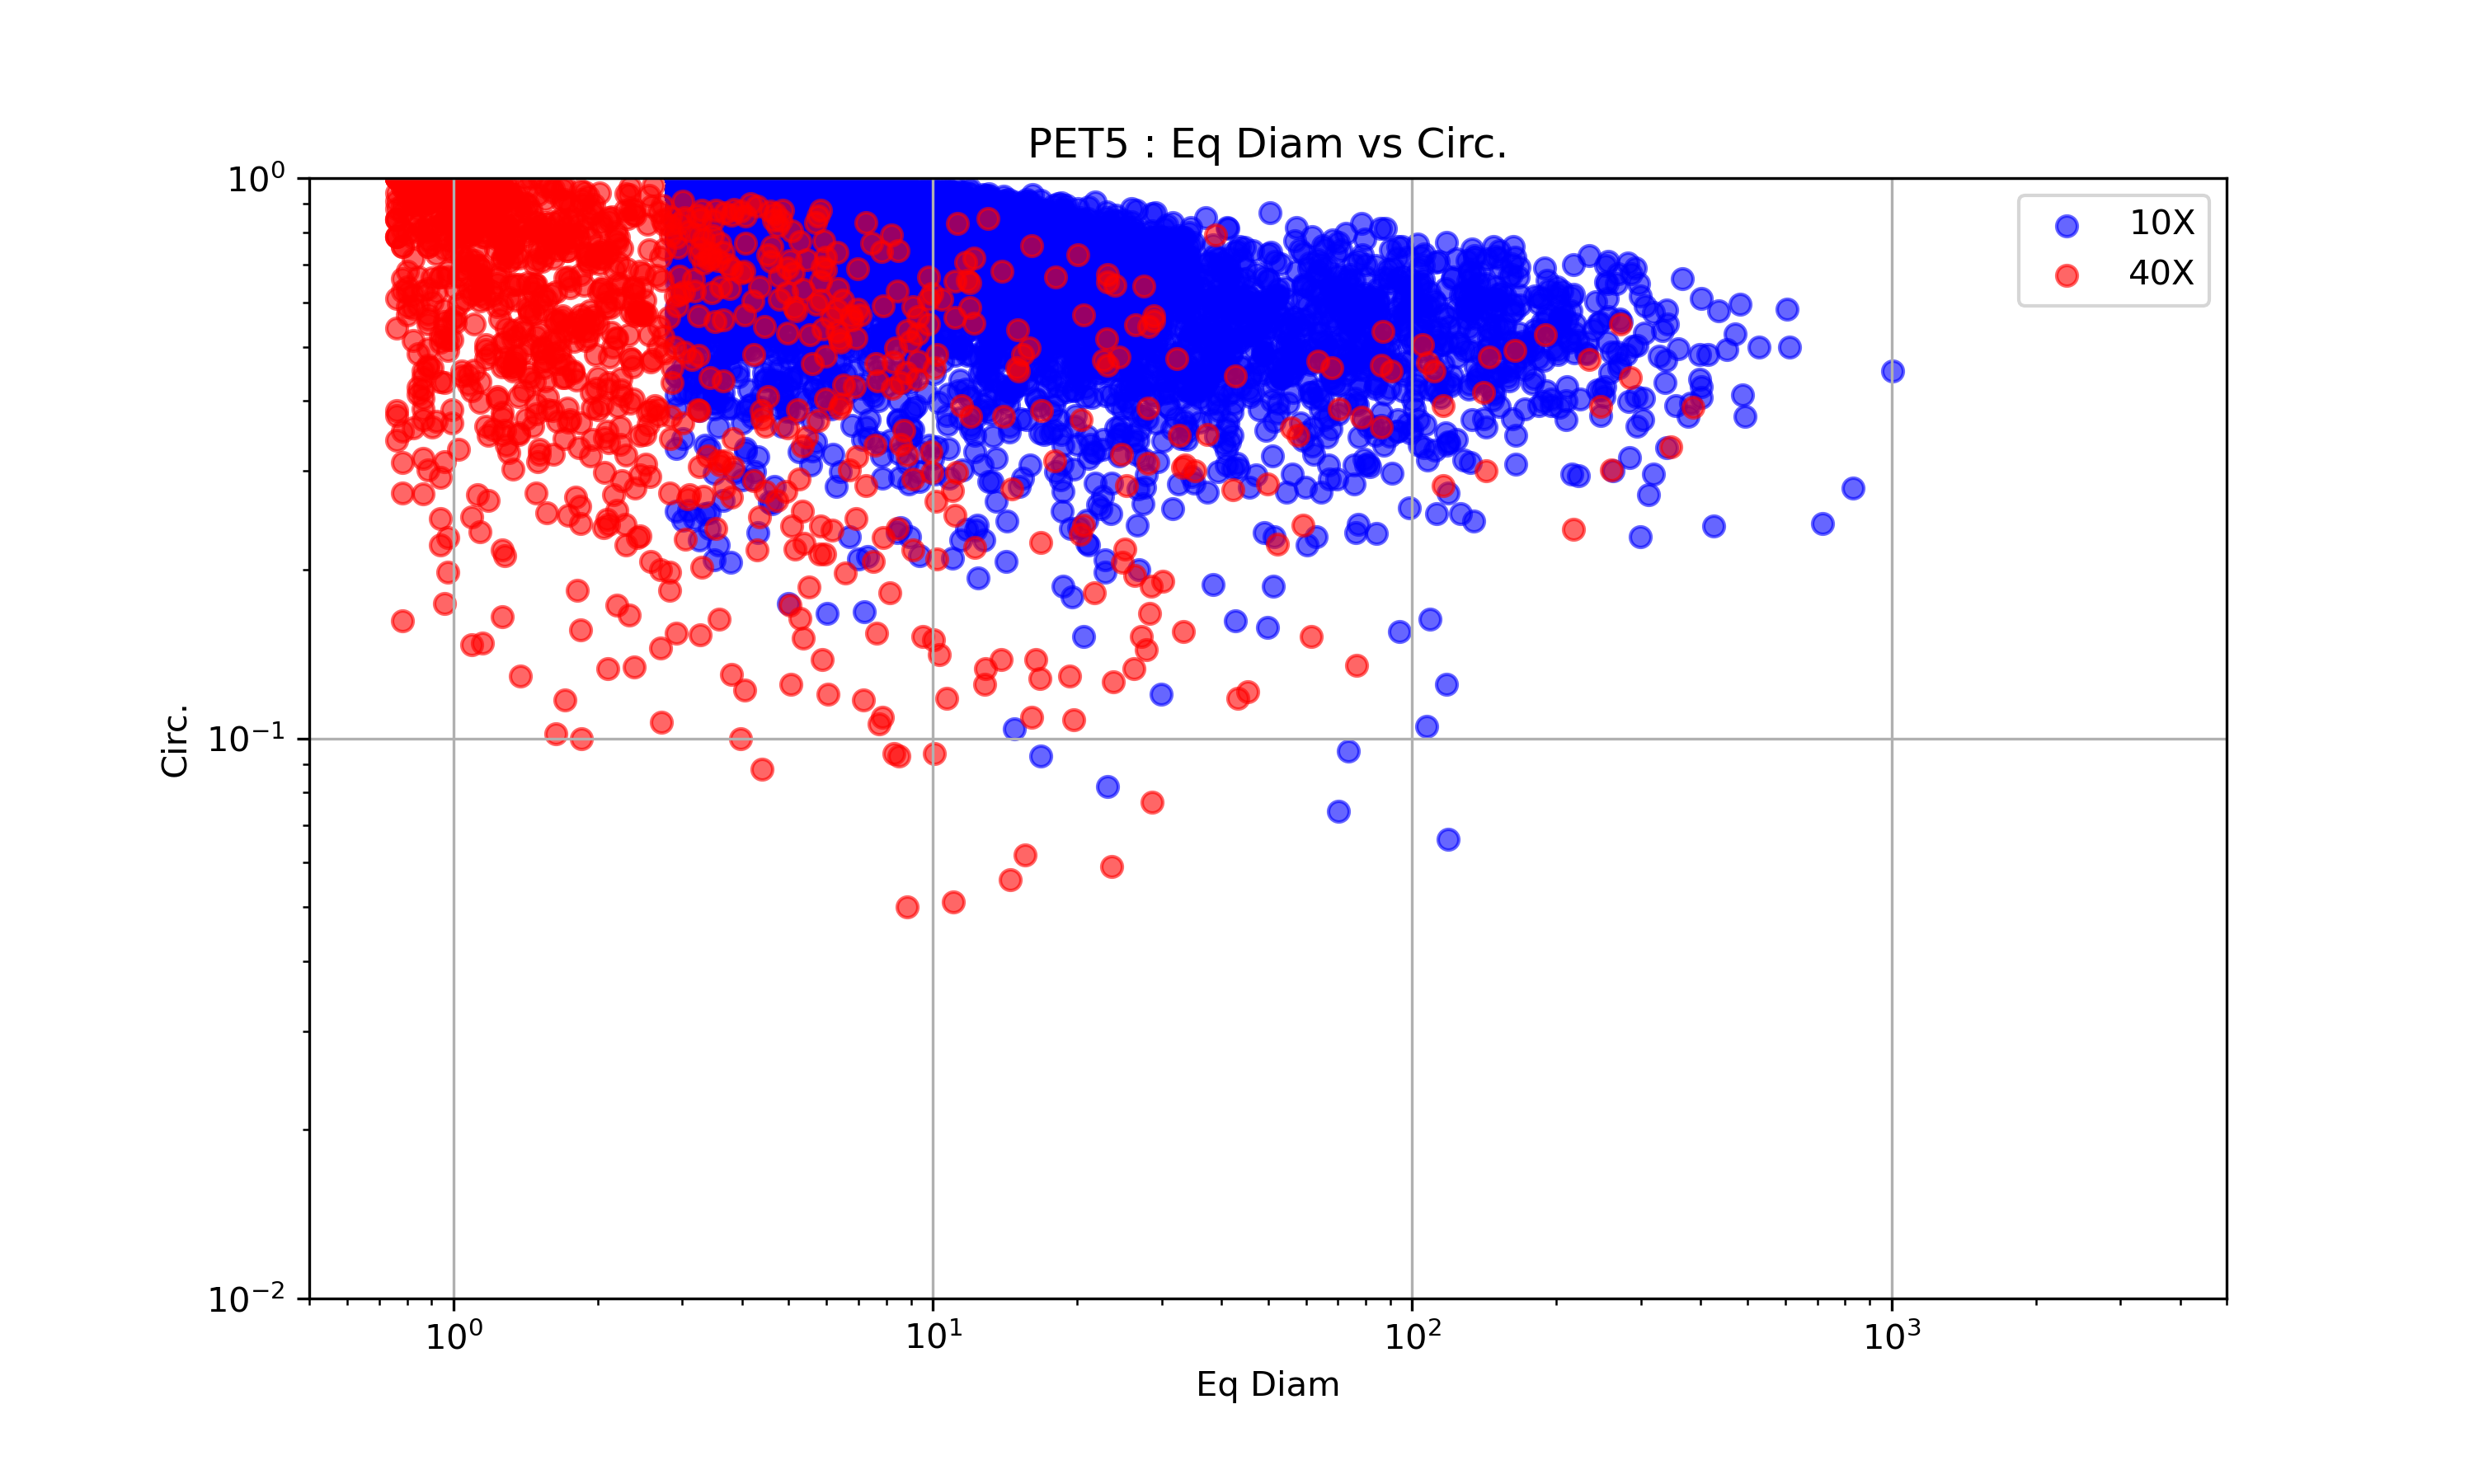 PET5 : Eq Diam vs Circ.
10X
40X
Circ.
10⁰
10⁻¹
10⁻²
10⁰ 10¹ 10² 10³
Eq Diam